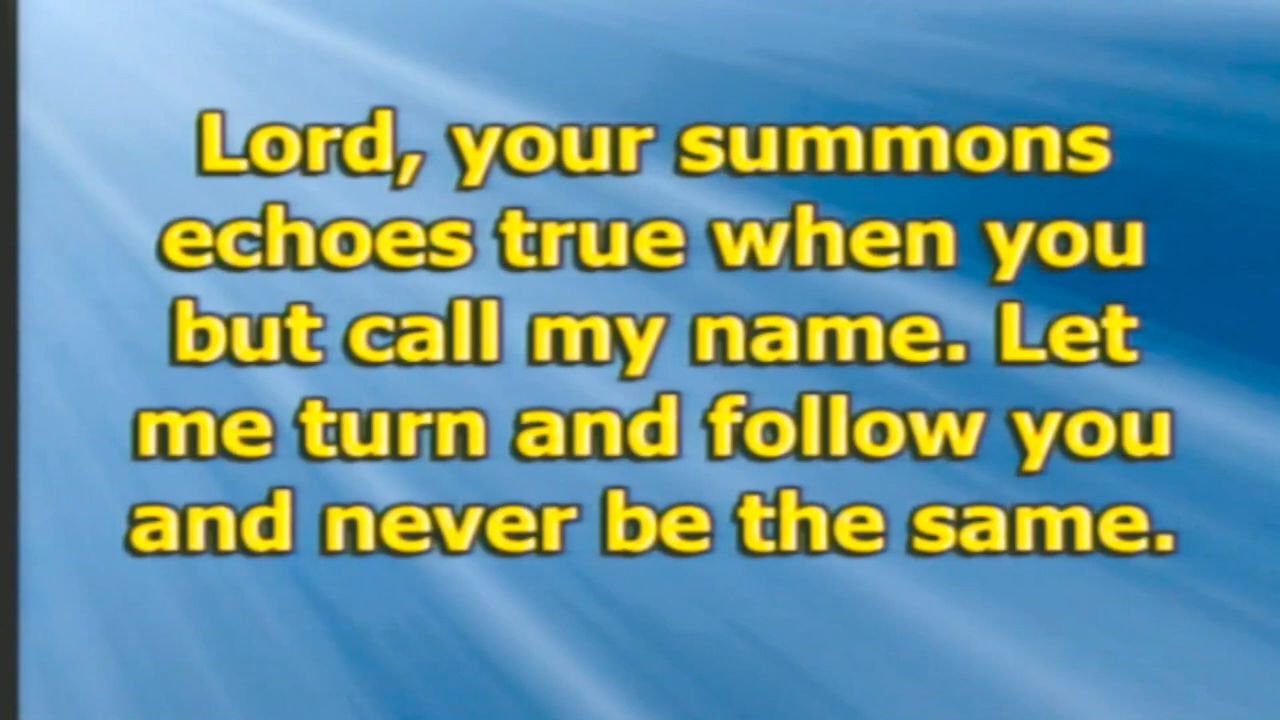 Lord, your summons
echoes true when you
but call my name. Let
me turn and follow you
and never be the same.